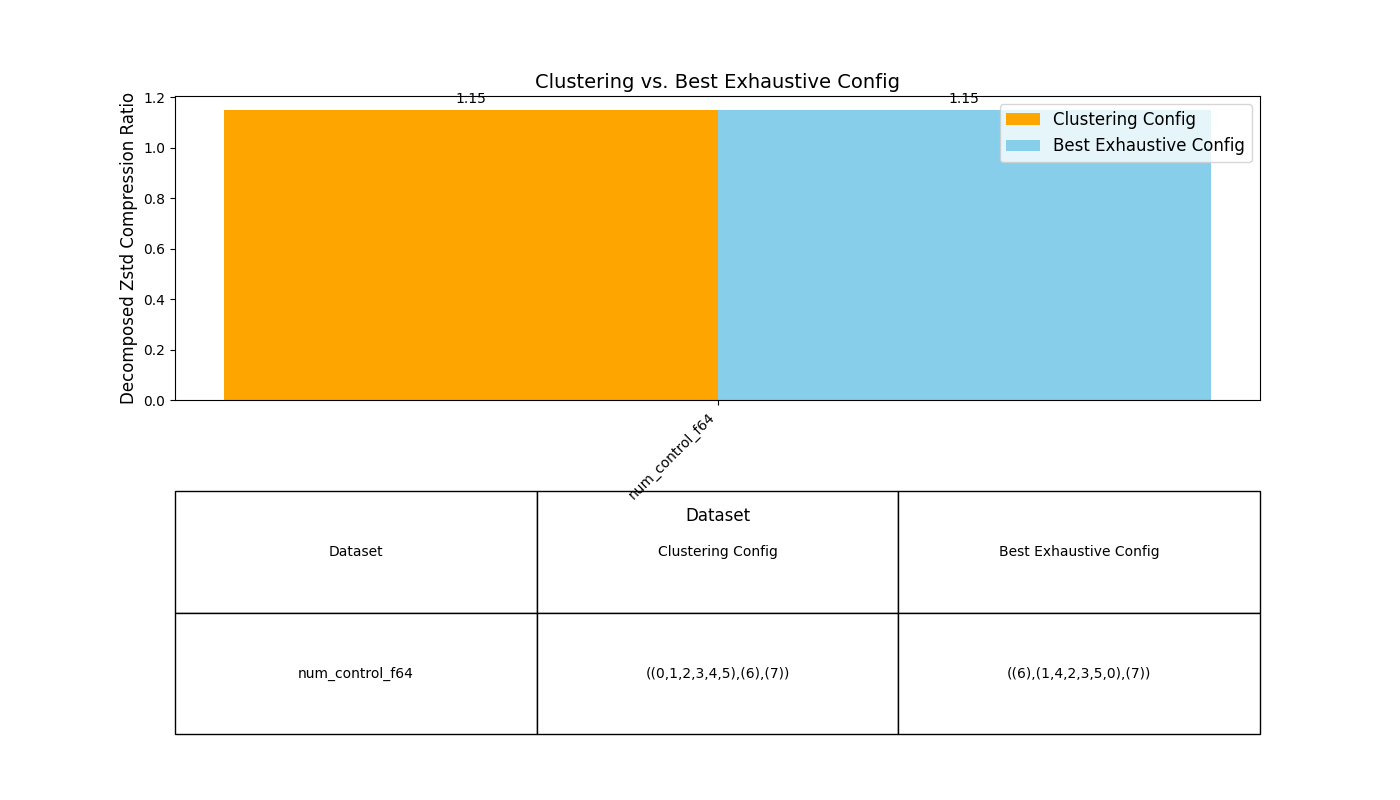 Clustering vs. Best Exhaustive Config
Decomposed Zstd Compression Ratio
1.2
1.0
0.8
0.6
0.4
0.2
0.0
1.15
1.15
Clustering Config
Best Exhaustive Config
num_control_f64
Dataset
Dataset
Clustering Config
Best Exhaustive Config
num_control_f64
((0,1,2,3,4,5),(6),(7))
((6),(1,4,2,3,5,0),(7))